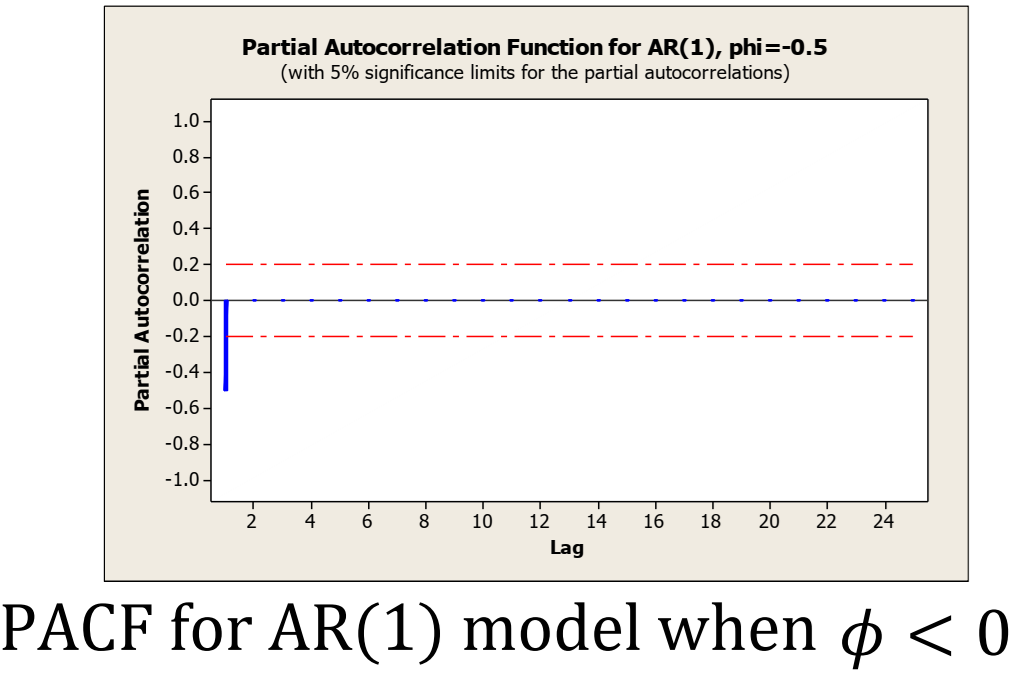 Partial Autocorrelation Function for AR(1), phi=-0.5
(with 5% significance limits for the partial autocorrelations)
Partial Autocorrelation
1.0
0.8
0.6
0.4
0.2
0.0
-0.2
-0.4
-0.6
-0.8
-1.0
2 4 6 8 10 12 14 16 18 20 22 24
Lag
PACF for AR(1) model when ϕ < 0